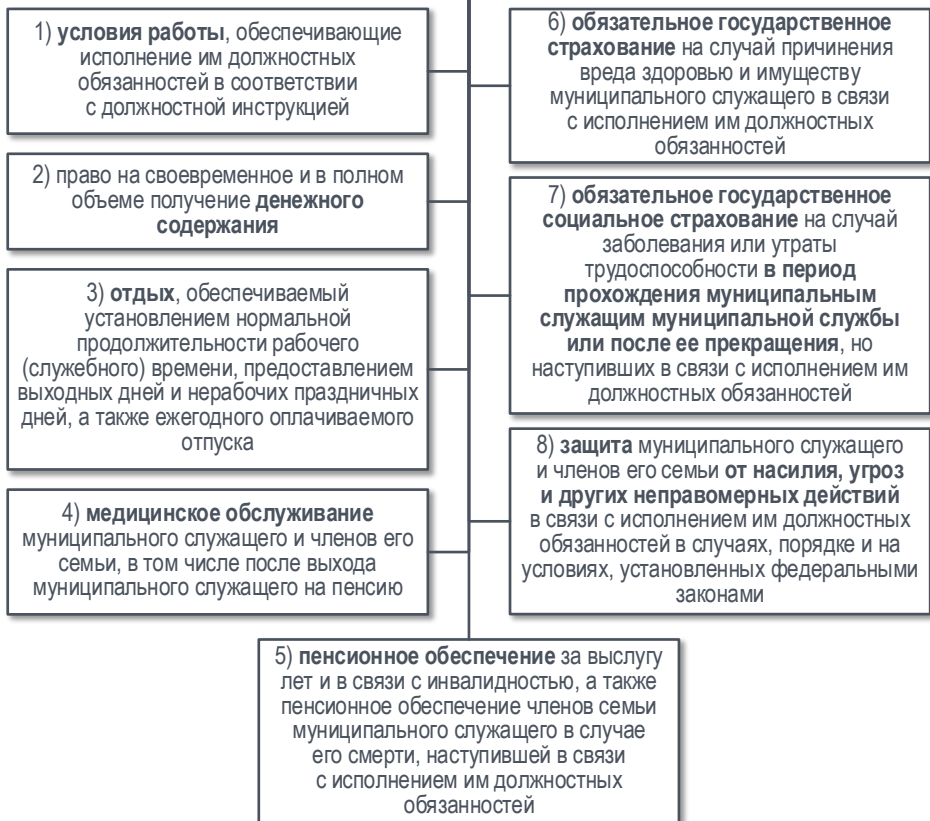 1) условия работы, обеспечивающие
исполнение им должностных
обязанностей в соответствии
с должностной инструкцией
2) право на своевременное и в полном
объеме получение денежного
содержания
3) отдых, обеспечиваемый
установлением нормальной
продолжительности рабочего
(служебного) времени, предоставлением
выходных дней и нерабочих праздничных
дней, а также ежегодного оплачиваемого
отпуска
4) медицинское обслуживание
муниципального служащего и членов его
семьи, в том числе после выхода
муниципального служащего на пенсию
5) пенсионное обеспечение за выслугу
лет и в связи с инвалидностью, а также
пенсионное обеспечение членов семьи
муниципального служащего в случае
его смерти, наступившей в связи
с исполнением им должностных
обязанностей
6) обязательное государственное
страхование на случай причинения
вреда здоровью и имуществу
муниципального служащего в связи
с исполнением им должностных
обязанностей
7) обязательное государственное
социальное страхование на случай
заболевания или утраты
трудоспособности в период
прохождения муниципальным
служащим муниципальной службы
или после ее прекращения, но
наступивших в связи с исполнением им
должностных обязанностей
8) защита муниципального служащего
и членов его семьи от насилия, угроз
и других неправомерных действий
в связи с исполнением им должностных
обязанностей в случаях, порядке и на
условиях, установленных федеральными
законами